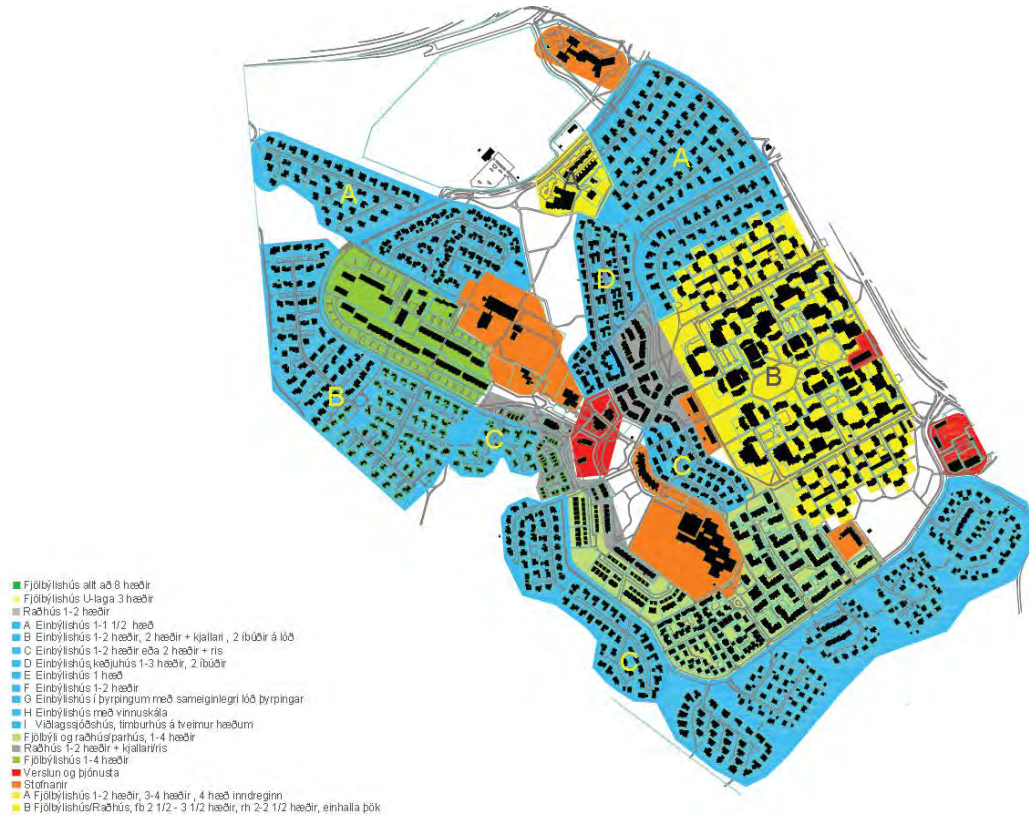 A
A
D
B
B
C
C
C
Fjölbýlishús allt að 8 hæðir
Fjölbýlishús U-laga 3 hæðir
Raðhús 1-2 hæðir
A Einbýlishús 1-1 1/2 hæð
B Einbýlishús 1-2 hæðir, 2 hæðir + kjallari , 2 íbúðir á lóð
C Einbýlishús 1-2 hæðir eða 2 hæðir + ris
D Einbýlishús, keðjuhús 1-3 hæðir, 2 íbúðir
E Einbýlishús 1 hæð
F Einbýlishús 1-2 hæðir
G Einbýlishús í þyrpingum með sameiginlegri lóð þyrpingar
H Einbýlishús með vinnuskála
I Viðlagssjóðshús, timburhús á tveimur hæðum
Fjölbýli og raðhús/parhús, 1-4 hæðir
Raðhús 1-2 hæðir + kjallari/ris
Fjölbýlishús 1-4 hæðir
Verslun og þjónusta
Stofnanir
A Fjölbýlishús 1-2 hæðir, 3-4 hæðir , 4 hæð inndreginn
B Fjölbýlishús/Raðhús, fb 2 1/2 - 3 1/2 hæðir, rh 2-2 1/2 hæðir, einhalla þök